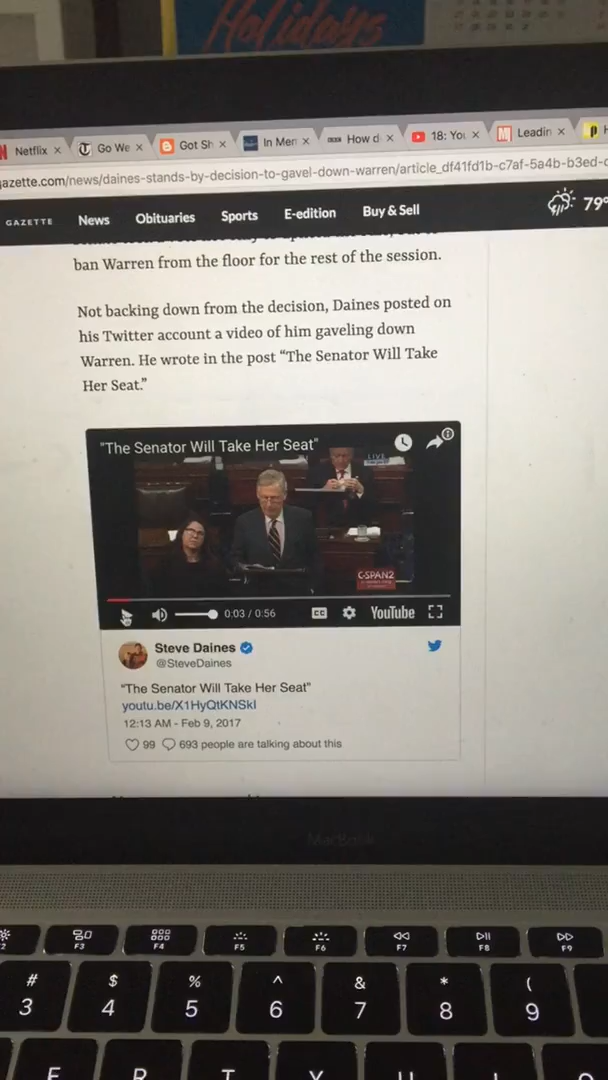 Holidays
Netflix
Go We
Got Sh
In Mem
How d
18: You
Leadin
gazette.com/news/daines-stands-by-decision-to-gavel-down-warren/article_df41fd1b-c7af-5a4b-b3ed-
GAZETTE News Obituaries Sports E-edition Buy & Sell 79°
ban Warren from the floor for the rest of the session.
Not backing down from the decision, Daines posted on
his Twitter account a video of him gaveling down
Warren. He wrote in the post “The Senator Will Take
Her Seat.”
"The Senator Will Take Her Seat"
LIVE
C-SPAN2
0:03 / 0:56 CC YouTube
Steve Daines
@SteveDaines
"The Senator Will Take Her Seat"
youtu.be/X1HyQtKNSkI
12:13 AM - Feb 9, 2017
99 693 people are talking about this
MacBook
F3 F4 F5 F6 F7 F8 F9
# $ % ^ & * (
3 4 5 6 7 8 9
E R T Y U I O